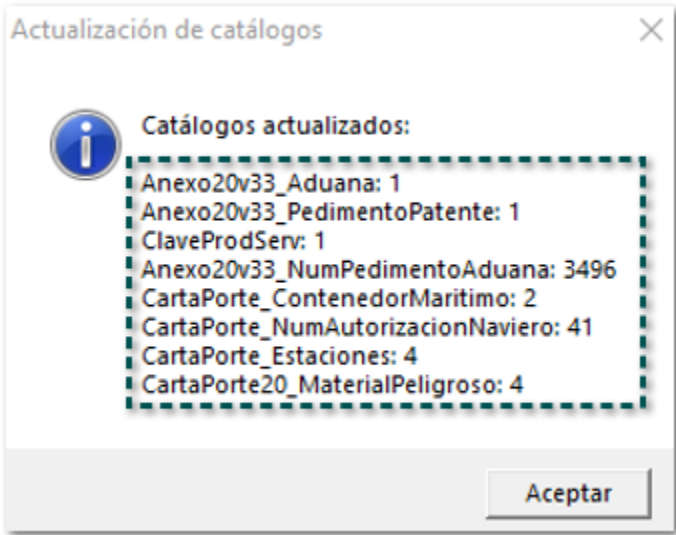 Actualización de catálogos
Catálogos actualizados:
Anexo20v33_Aduana: 1
Anexo20v33_PedimentoPatente: 1
ClaveProdServ: 1
Anexo20v33_NumPedimentoAduana: 3496
CartaPorte_ContenedorMaritimo: 2
CartaPorte_NumAutorizacionNaviero: 41
CartaPorte_Estaciones: 4
CartaPorte20_MaterialPeligroso: 4
Aceptar